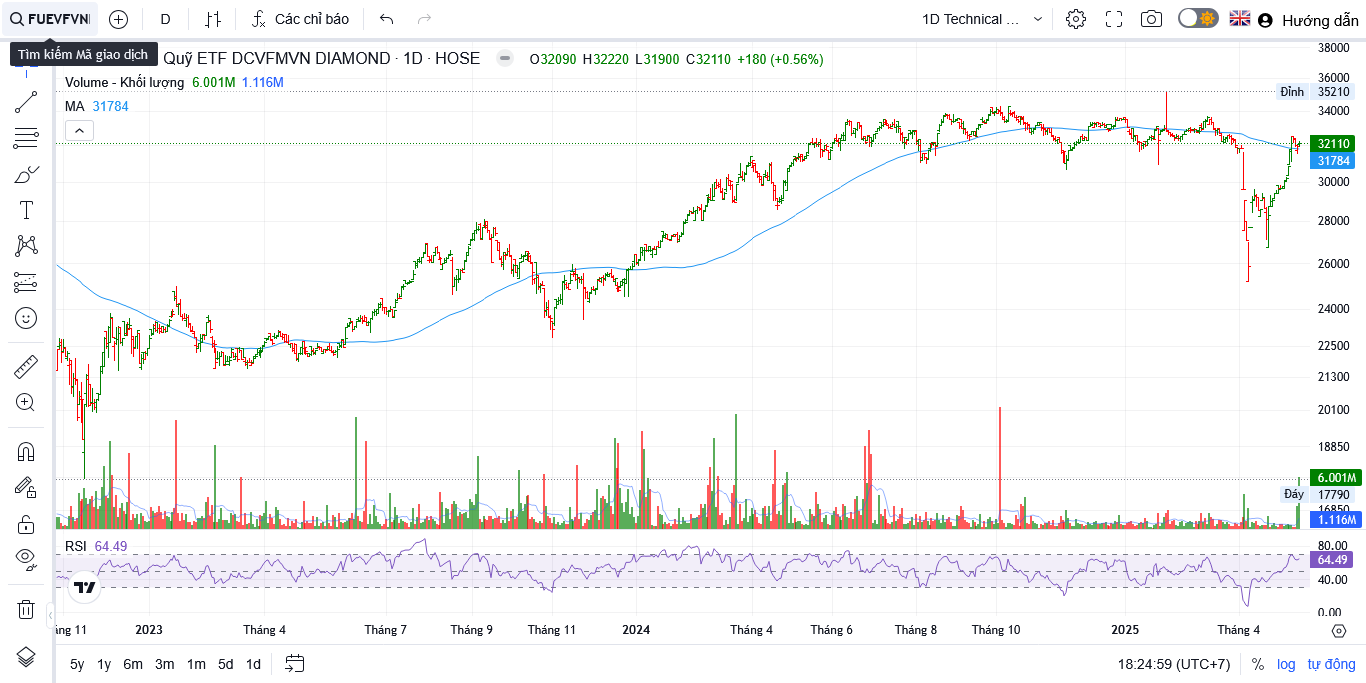 FUEVFVN
D
Các chỉ báo
1D Technical ...
Hướng dẫn
Tìm kiếm Mã giao dịch
Quỹ ETF DCVFMVN DIAMOND · 1D · HOSE
O32090 H32220 L31900 C32110 +180 (+0.56%)
Volume - Khối lượng 6.001M 1.116M
MA 31784
38000
36000
Đỉnh 35210
34000
32110
31784
30000
28000
26000
24000
22500
21300
20100
18850
6.001M
Đáy 17790
16850
1.116M
RSI 64.49
80.00
64.49
40.00
0.00
ng 11 2023 Tháng 4 Tháng 7 Tháng 9 Tháng 11 2024 Tháng 4 Tháng 6 Tháng 8 Tháng 10 2025 Tháng 4
5y 1y 6m 3m 1m 5d 1d
18:24:59 (UTC+7) % log tự động